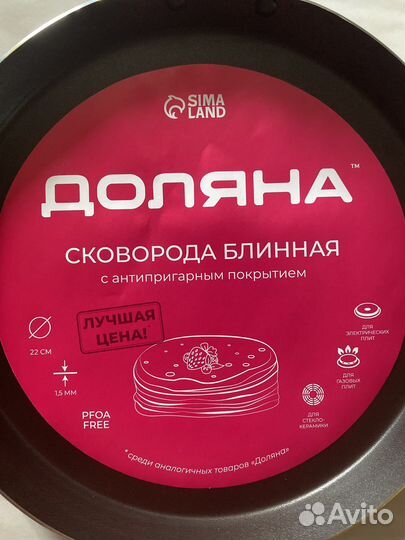 SIMA
LAND
ДОЛЯНА™
СКОВОРОДА БЛИННАЯ
с антипригарным покрытием
ЛУЧШАЯ
ЦЕНА!*
22 СМ
1,5 ММ
PFOA
FREE
ДЛЯ
ЭЛЕКТРИЧЕСКИХ
ПЛИТ
ДЛЯ
ГАЗОВЫХ
ПЛИТ
ДЛЯ
СТЕКЛО-
КЕРАМИКИ
* среди аналогичных товаров «Доляна»
Avito